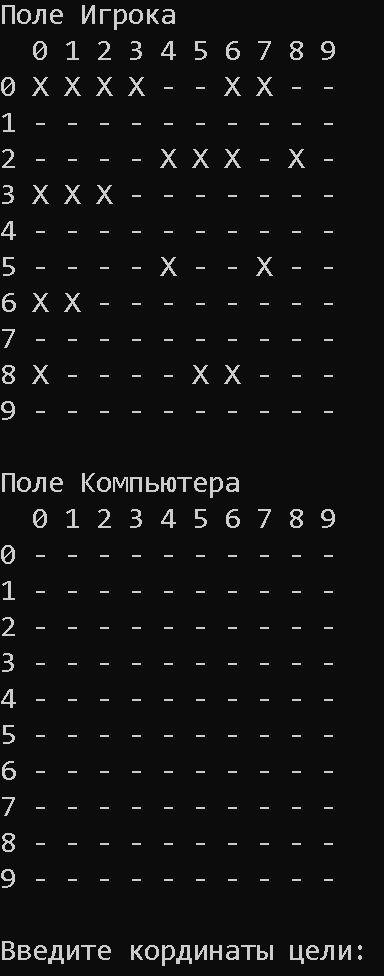 Поле Игрока
  0 1 2 3 4 5 6 7 8 9
0 X X X X - - X X - -
1 - - - - - - - - - -
2 - - - - X X X - X -
3 X X X - - - - - - -
4 - - - - - - - - - -
5 - - - - X - - X - -
6 X X - - - - - - - -
7 - - - - - - - - - -
8 X - - - - X X - - -
9 - - - - - - - - - -
Поле Компьютера
  0 1 2 3 4 5 6 7 8 9
0 - - - - - - - - - -
1 - - - - - - - - - -
2 - - - - - - - - - -
3 - - - - - - - - - -
4 - - - - - - - - - -
5 - - - - - - - - - -
6 - - - - - - - - - -
7 - - - - - - - - - -
8 - - - - - - - - - -
9 - - - - - - - - - -
Введите кординаты цели: